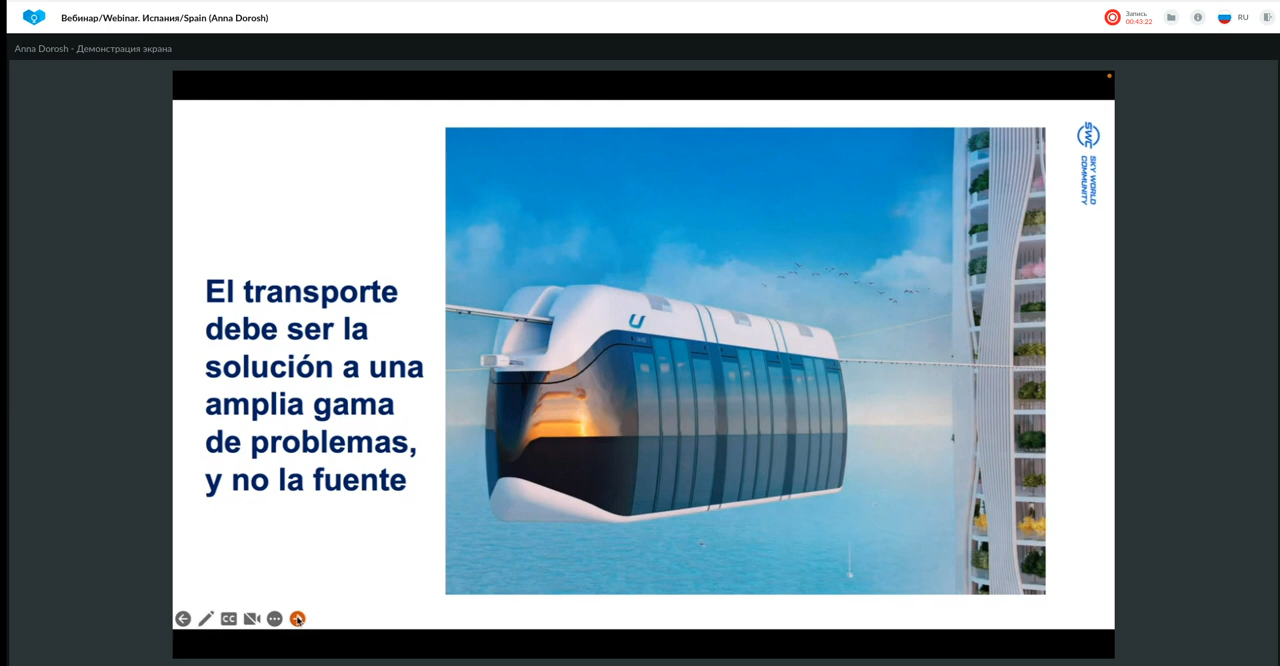 Вебинар/Webinar. Испания/Spain (Anna Dorosh)
Запись
00:43:22
RU
Anna Dorosh - Демонстрация экрана
SWC
SKY WORLD
COMMUNITY
El transporte
debe ser la
solución a una
amplia gama
de problemas,
y no la fuente
U
CC